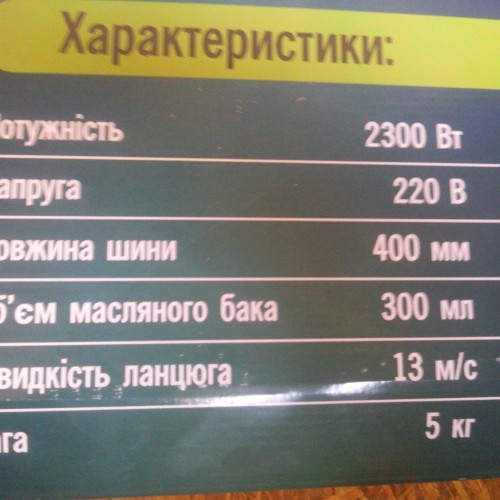 Характеристики:
отужність 2300 Вт
апруга 220 В
овжина шини 400 мм
б'єм масляного бака 300 мл
видкість ланцюга 13 м/с
ага 5 кг